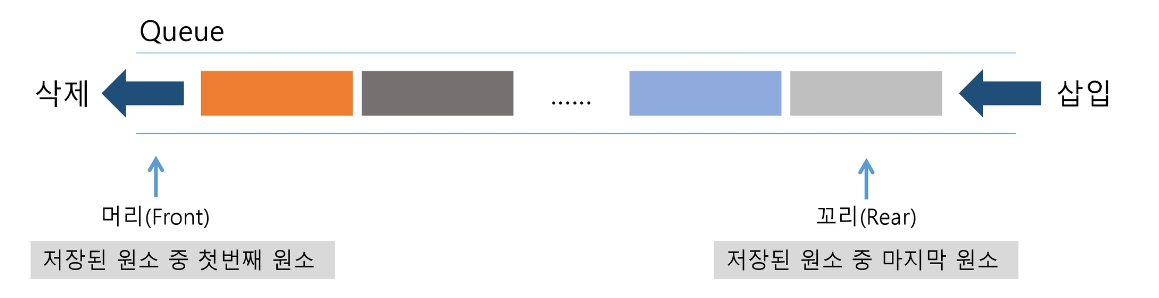 Queue
삭제
......
삽입
머리(Front)
꼬리(Rear)
저장된 원소 중 첫번째 원소
저장된 원소 중 마지막 원소